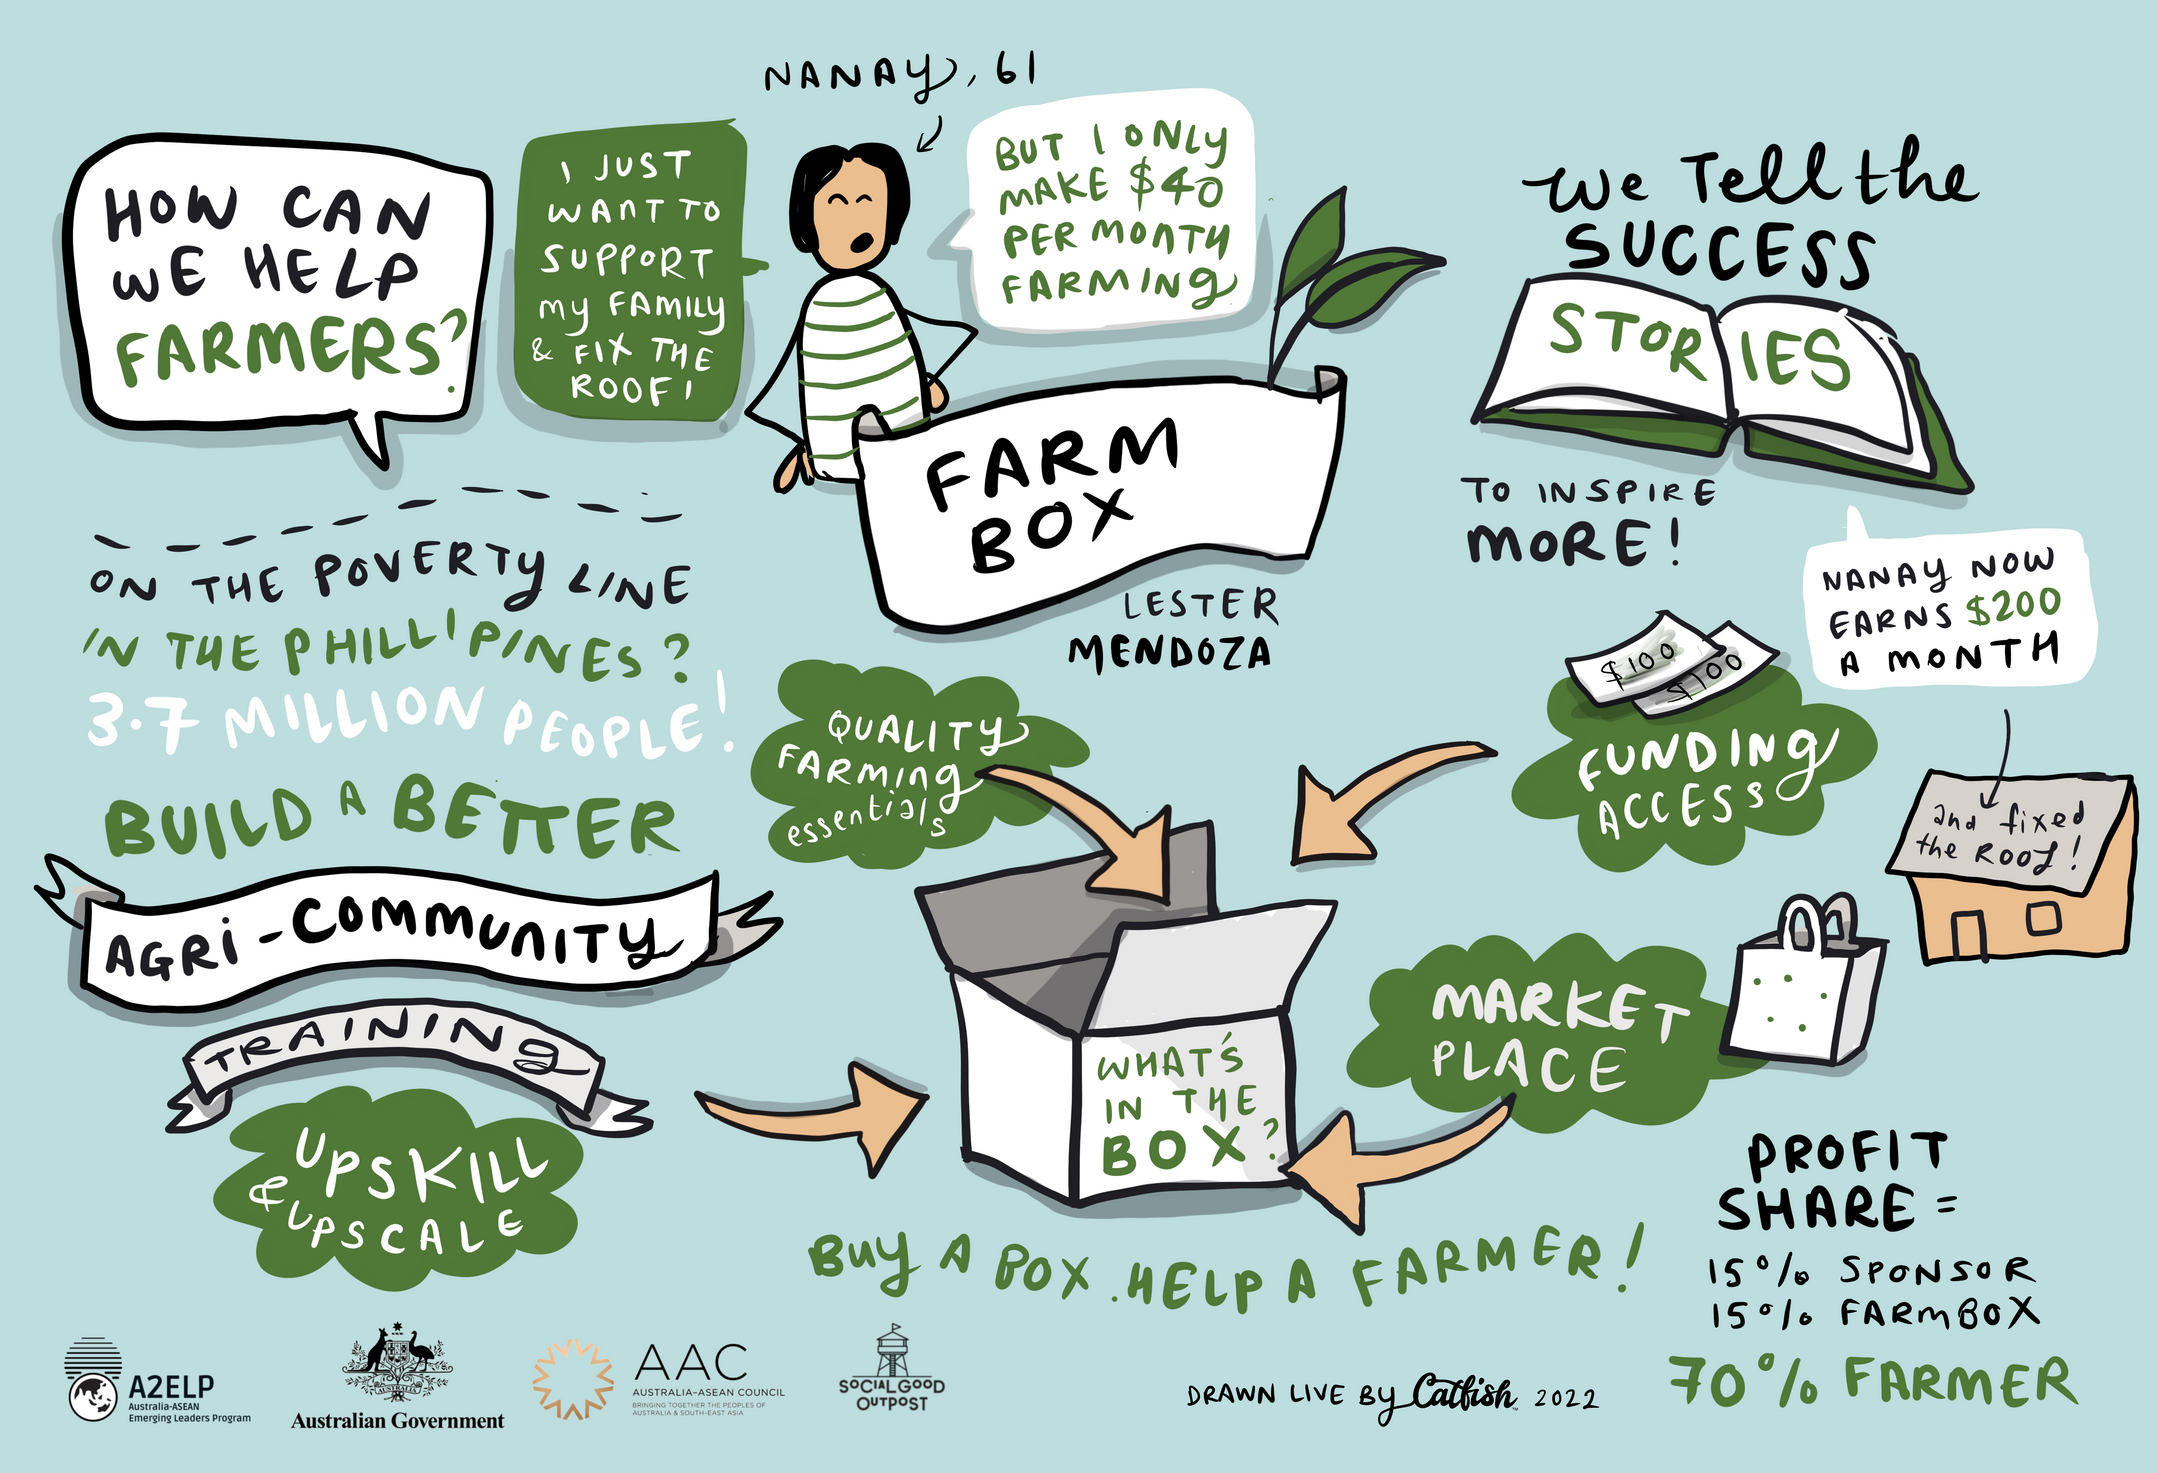 NANAY, 61
HOW CAN
WE HELP
FARMERS?
I JUST
WANT TO
SUPPORT
MY FAMILY
& FIX THE
ROOF!
BUT I ONLY
MAKE $40
PER MONTH
FARMING
FARM
BOX
LESTER
MENDOZA
We Tell the
SUCCESS
STORIES
TO INSPIRE
MORE!
NANAY NOW
EARNS $200
A MONTH
and fixed
the ROOf!
ON THE POVERTY LINE
IN THE PHILLIPINES?
3.7 MILLION PEOPLE!
BUILD A BETTER
AGRi-COMMUNITY
TRAINING
UPSKILL
& UPSCALE
QUALITY
FARMING
essentials
$100
$100
FUNDING
ACCESS
MARKET
PLACE
WHAT'S
IN THE
BOX?
BUY A BOX. HELP A FARMER!
PROFIT
SHARE =
15% SPONSOR
15% FARMBOX
70% FARMER
A2ELP
Australia-ASEAN
Emerging Leaders Program
AUSTRALIA
Australian Government
AAC
AUSTRALIA-ASEAN COUNCIL
BRINGING TOGETHER THE PEOPLES OF
AUSTRALIA & SOUTH-EAST ASIA
SOCIAL GOOD
OUTPOST
DRAWN LIVE BY Catfish™ 2022